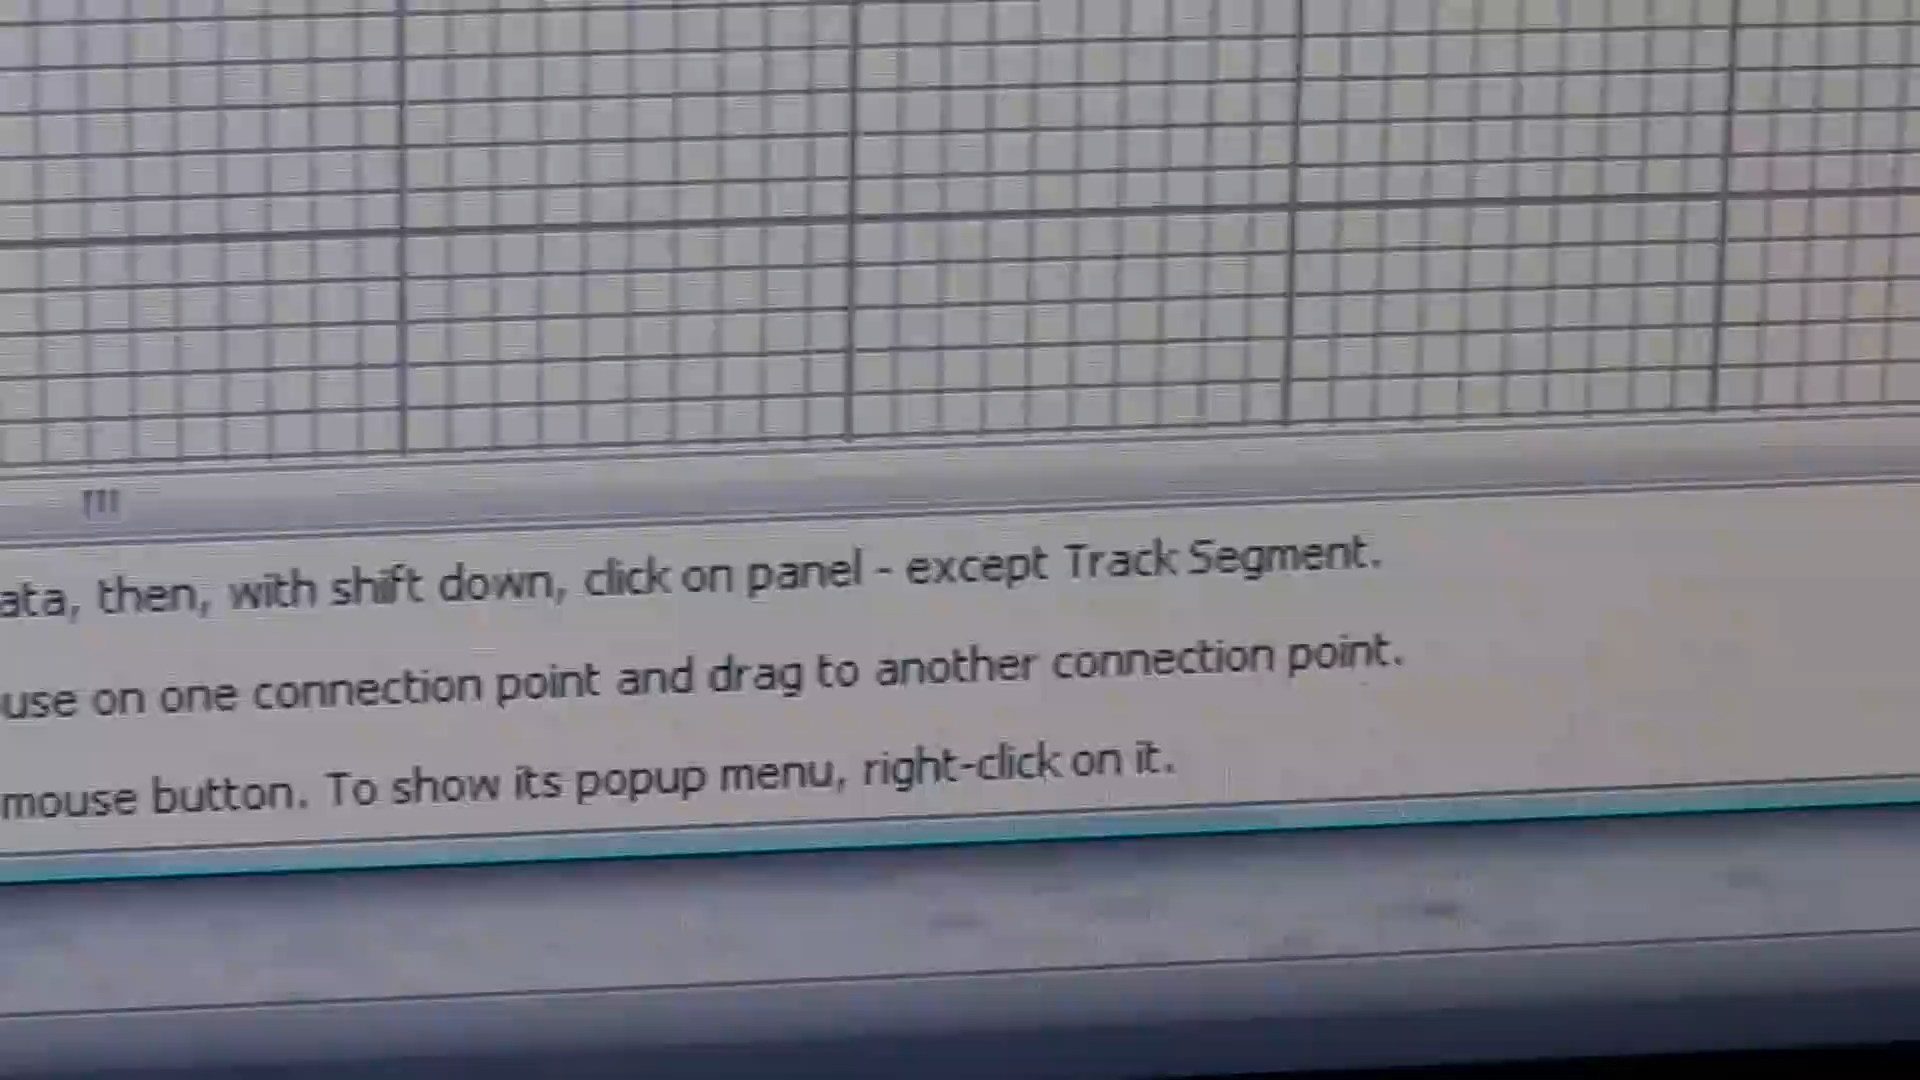 ata, then, with shift down, click on panel - except Track Segment.
use on one connection point and drag to another connection point.
mouse button. To show its popup menu, right-click on it.